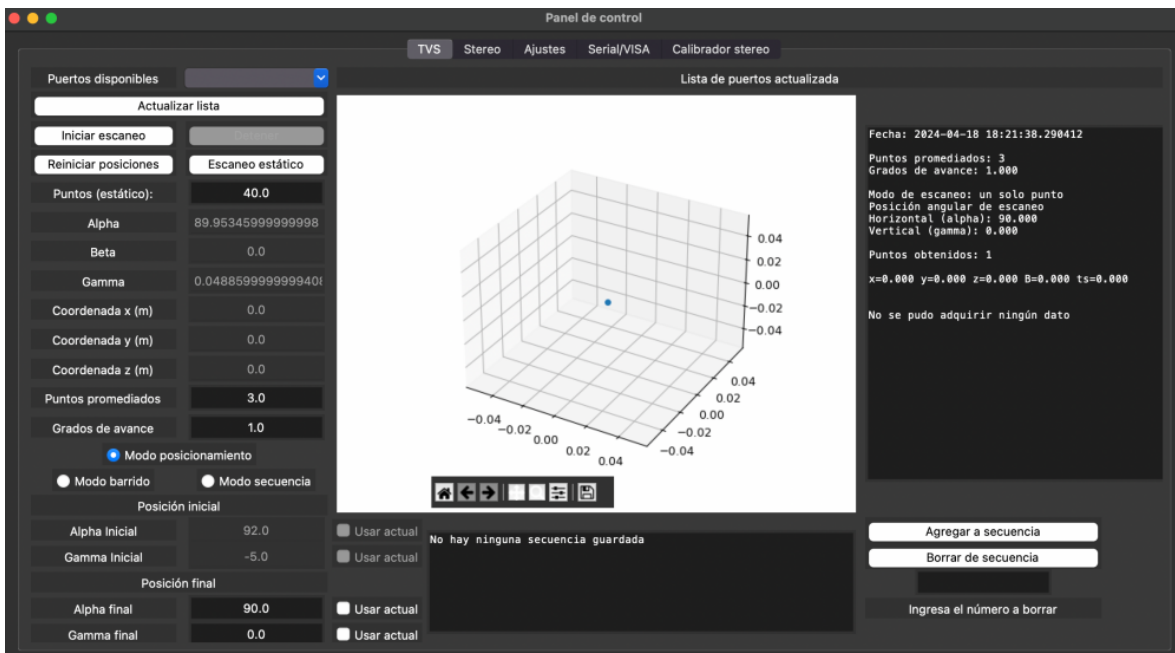 Panel de control
TVS Stereo Ajustes Serial/VISA Calibrador stereo
Puertos disponibles
Lista de puertos actualizada
Actualizar lista
Iniciar escaneo
Reiniciar posiciones Escaneo estático
Puntos (estático): 40.0
Alpha 89.95345999999998
Beta 0.0
Gamma 0.0488599999999940
Coordenada x (m) 0.0
Coordenada y (m) 0.0
Coordenada z (m) 0.0
Puntos promediados 3.0
Grados de avance 1.0
Modo posicionamiento
Modo barrido Modo secuencia
Posición inicial
Alpha Inicial 92.0 Usar actual
Gamma Inicial -5.0 Usar actual
Posición final
Alpha final 90.0 Usar actual
Gamma final 0.0 Usar actual
0.04
0.02
0.00
−0.02
−0.04
0.04
0.02
0.00
−0.02
−0.04
−0.04
−0.02
0.00
0.02
0.04
Fecha: 2024-04-18 18:21:38.290412
Puntos promediados: 3
Grados de avance: 1.000
Modo de escaneo: un solo punto
Posición angular de escaneo
Horizontal (alpha): 90.000
Vertical (gamma): 0.000
Puntos obtenidos: 1
x=0.000 y=0.000 z=0.000 B=0.000 ts=0.000
No se pudo adquirir ningún dato
No hay ninguna secuencia guardada
Agregar a secuencia
Borrar de secuencia
Ingresa el número a borrar